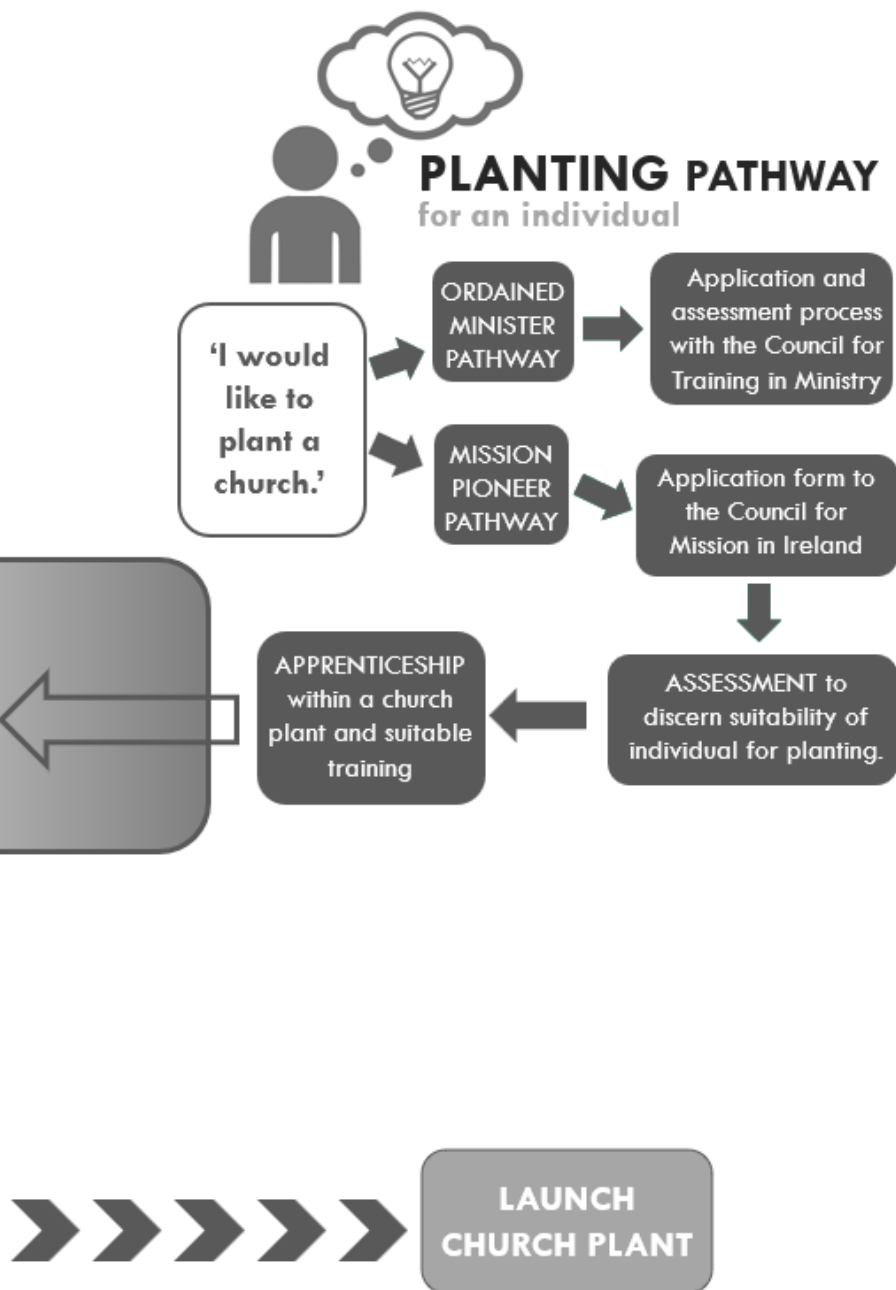 PLANTING PATHWAY
for an individual
‘I would
like to
plant a
church.’
ORDAINED
MINISTER
PATHWAY
Application and
assessment process
with the Council for
Training in Ministry
MISSION
PIONEER
PATHWAY
Application form to
the Council for
Mission in Ireland
ASSESSMENT to
discern suitability of
individual for planting.
APPRENTICESHIP
within a church
plant and suitable
training
LAUNCH
CHURCH PLANT